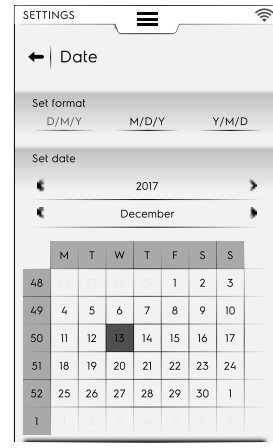 SETTINGS
Date
Set format
D/M/Y M/D/Y Y/M/D
Set date
2017
December
M T W T F S S
48 1 2 3
49 4 5 6 7 8 9 10
50 11 12 13 14 15 16 17
51 18 19 20 21 22 23 24
52 25 26 27 28 29 30 1
1